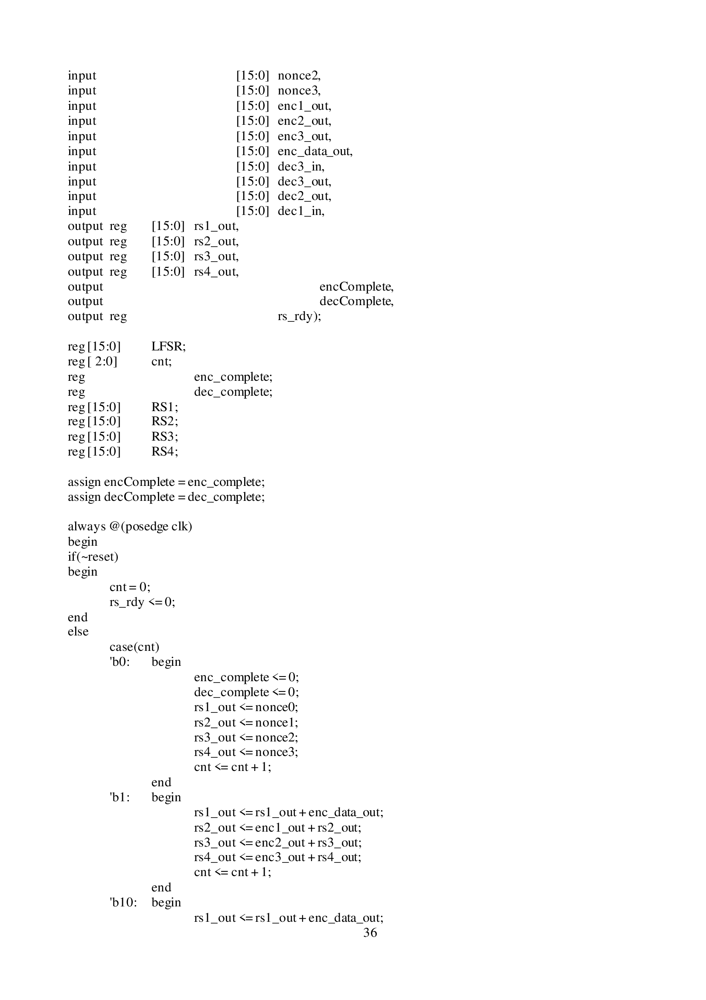 input [15:0] nonce2,
input [15:0] nonce3,
input [15:0] enc1_out,
input [15:0] enc2_out,
input [15:0] enc3_out,
input [15:0] enc_data_out,
input [15:0] dec3_in,
input [15:0] dec3_out,
input [15:0] dec2_out,
input [15:0] dec1_in,
output reg [15:0] rs1_out,
output reg [15:0] rs2_out,
output reg [15:0] rs3_out,
output reg [15:0] rs4_out,
output encComplete,
output decComplete,
output reg rs_rdy);
reg [15:0] LFSR;
reg [ 2:0] cnt;
reg enc_complete;
reg dec_complete;
reg [15:0] RS1;
reg [15:0] RS2;
reg [15:0] RS3;
reg [15:0] RS4;
assign encComplete = enc_complete;
assign decComplete = dec_complete;
always @(posedge clk)
begin
if(~reset)
begin
cnt = 0;
rs_rdy <= 0;
end
else
case(cnt)
'b0: begin
enc_complete <= 0;
dec_complete <= 0;
rs1_out <= nonce0;
rs2_out <= nonce1;
rs3_out <= nonce2;
rs4_out <= nonce3;
cnt <= cnt + 1;
end
'b1: begin
rs1_out <= rs1_out + enc_data_out;
rs2_out <= enc1_out + rs2_out;
rs3_out <= enc2_out + rs3_out;
rs4_out <= enc3_out + rs4_out;
cnt <= cnt + 1;
end
'b10: begin
rs1_out <= rs1_out + enc_data_out;
36